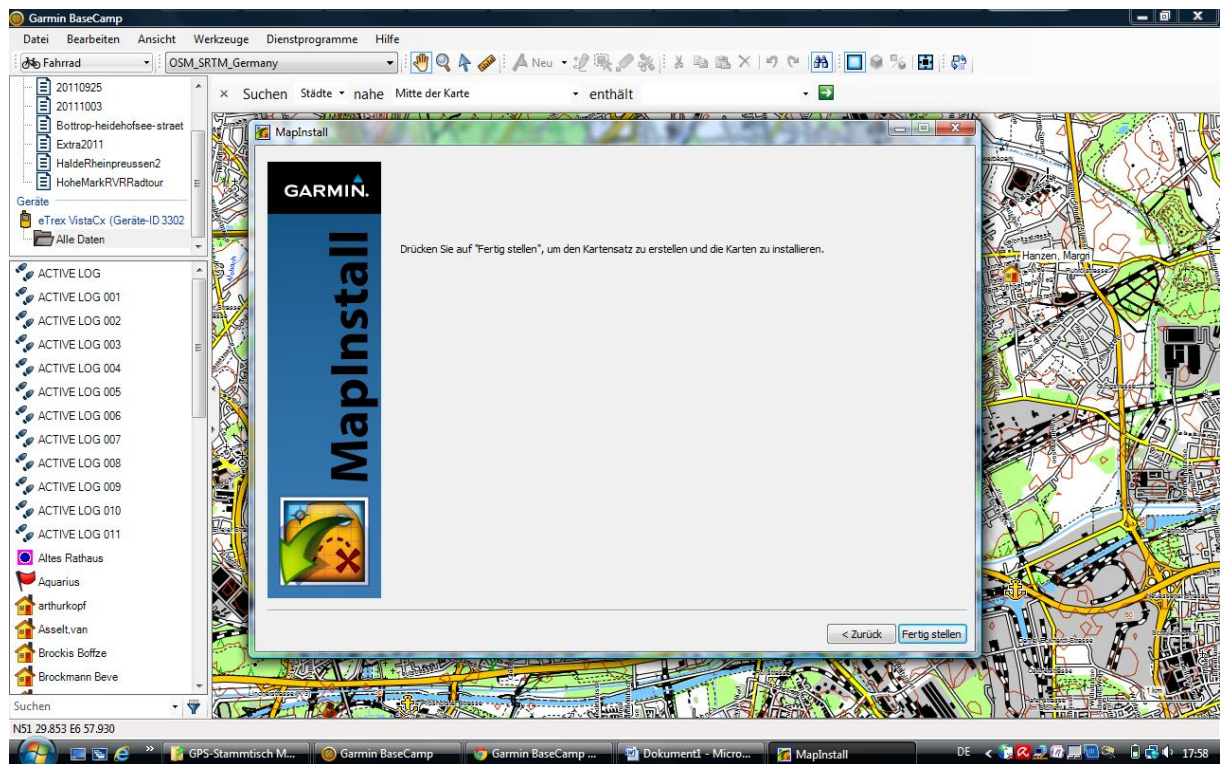 Garmin BaseCamp
Datei Bearbeiten Ansicht Werkzeuge Dienstprogramme Hilfe
Fahrrad OSM_SRTM_Germany Neu
20110925
20111003
Bottrop-heidehofsee-straet
Extra2011
HaldeRheinpreussen2
HoheMarkRVRRadtour
Geräte
eTrex VistaCx (Geräte-ID 3302
Alle Daten
ACTIVE LOG
ACTIVE LOG 001
ACTIVE LOG 002
ACTIVE LOG 003
ACTIVE LOG 004
ACTIVE LOG 005
ACTIVE LOG 006
ACTIVE LOG 007
ACTIVE LOG 008
ACTIVE LOG 009
ACTIVE LOG 010
ACTIVE LOG 011
Altes Rathaus
Aquarius
arthurkopf
Asselt,van
Brockis Boffze
Brockmann Beve
Suchen
× Suchen Städte nahe Mitte der Karte enthält
MapInstall
GARMIN.
MapInstall
Drücken Sie auf "Fertig stellen", um den Kartensatz zu erstellen und die Karten zu installieren.
< Zurück Fertig stellen
Hanzen, Margri
1 km
N51 29.853 E6 57.930
GPS-Stammtisch M... Garmin BaseCamp Garmin BaseCamp ... Dokument1 - Micro... MapInstall DE 17:58